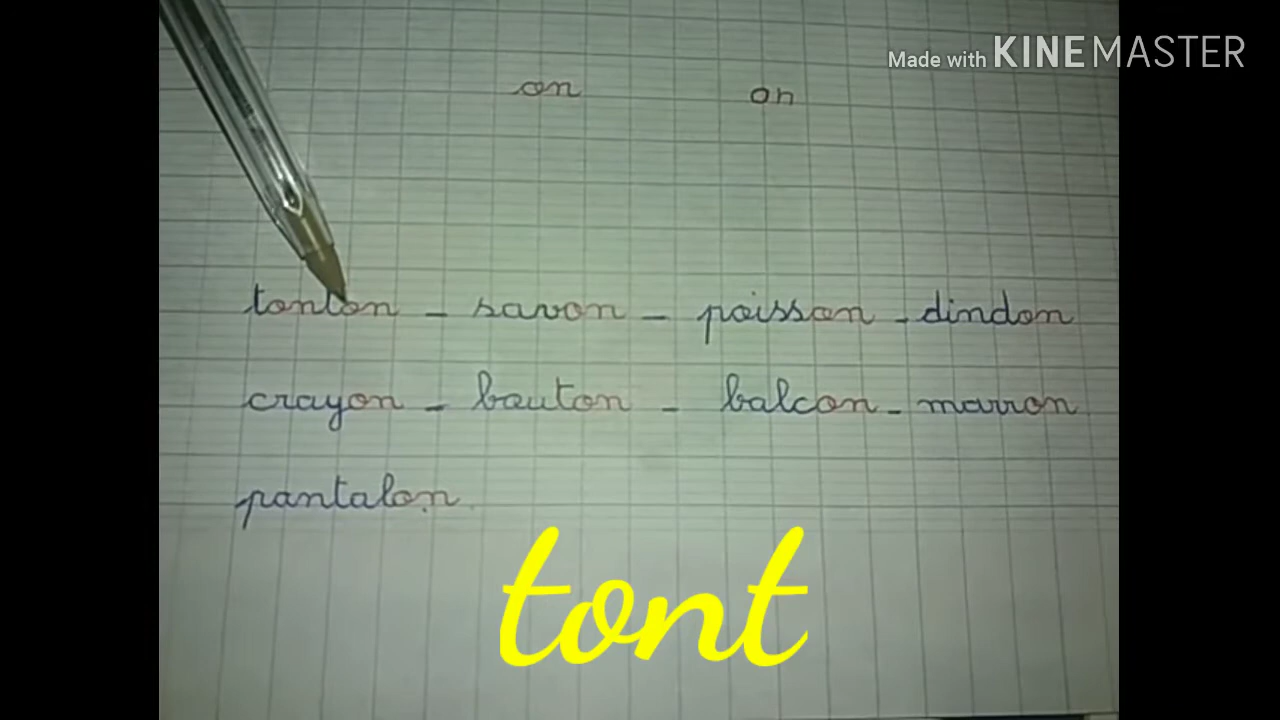 Made with KINEMASTER
on on
tonton - savon - poisson - dindon
crayon - bouton - balcon - marron
pantalon.
tont